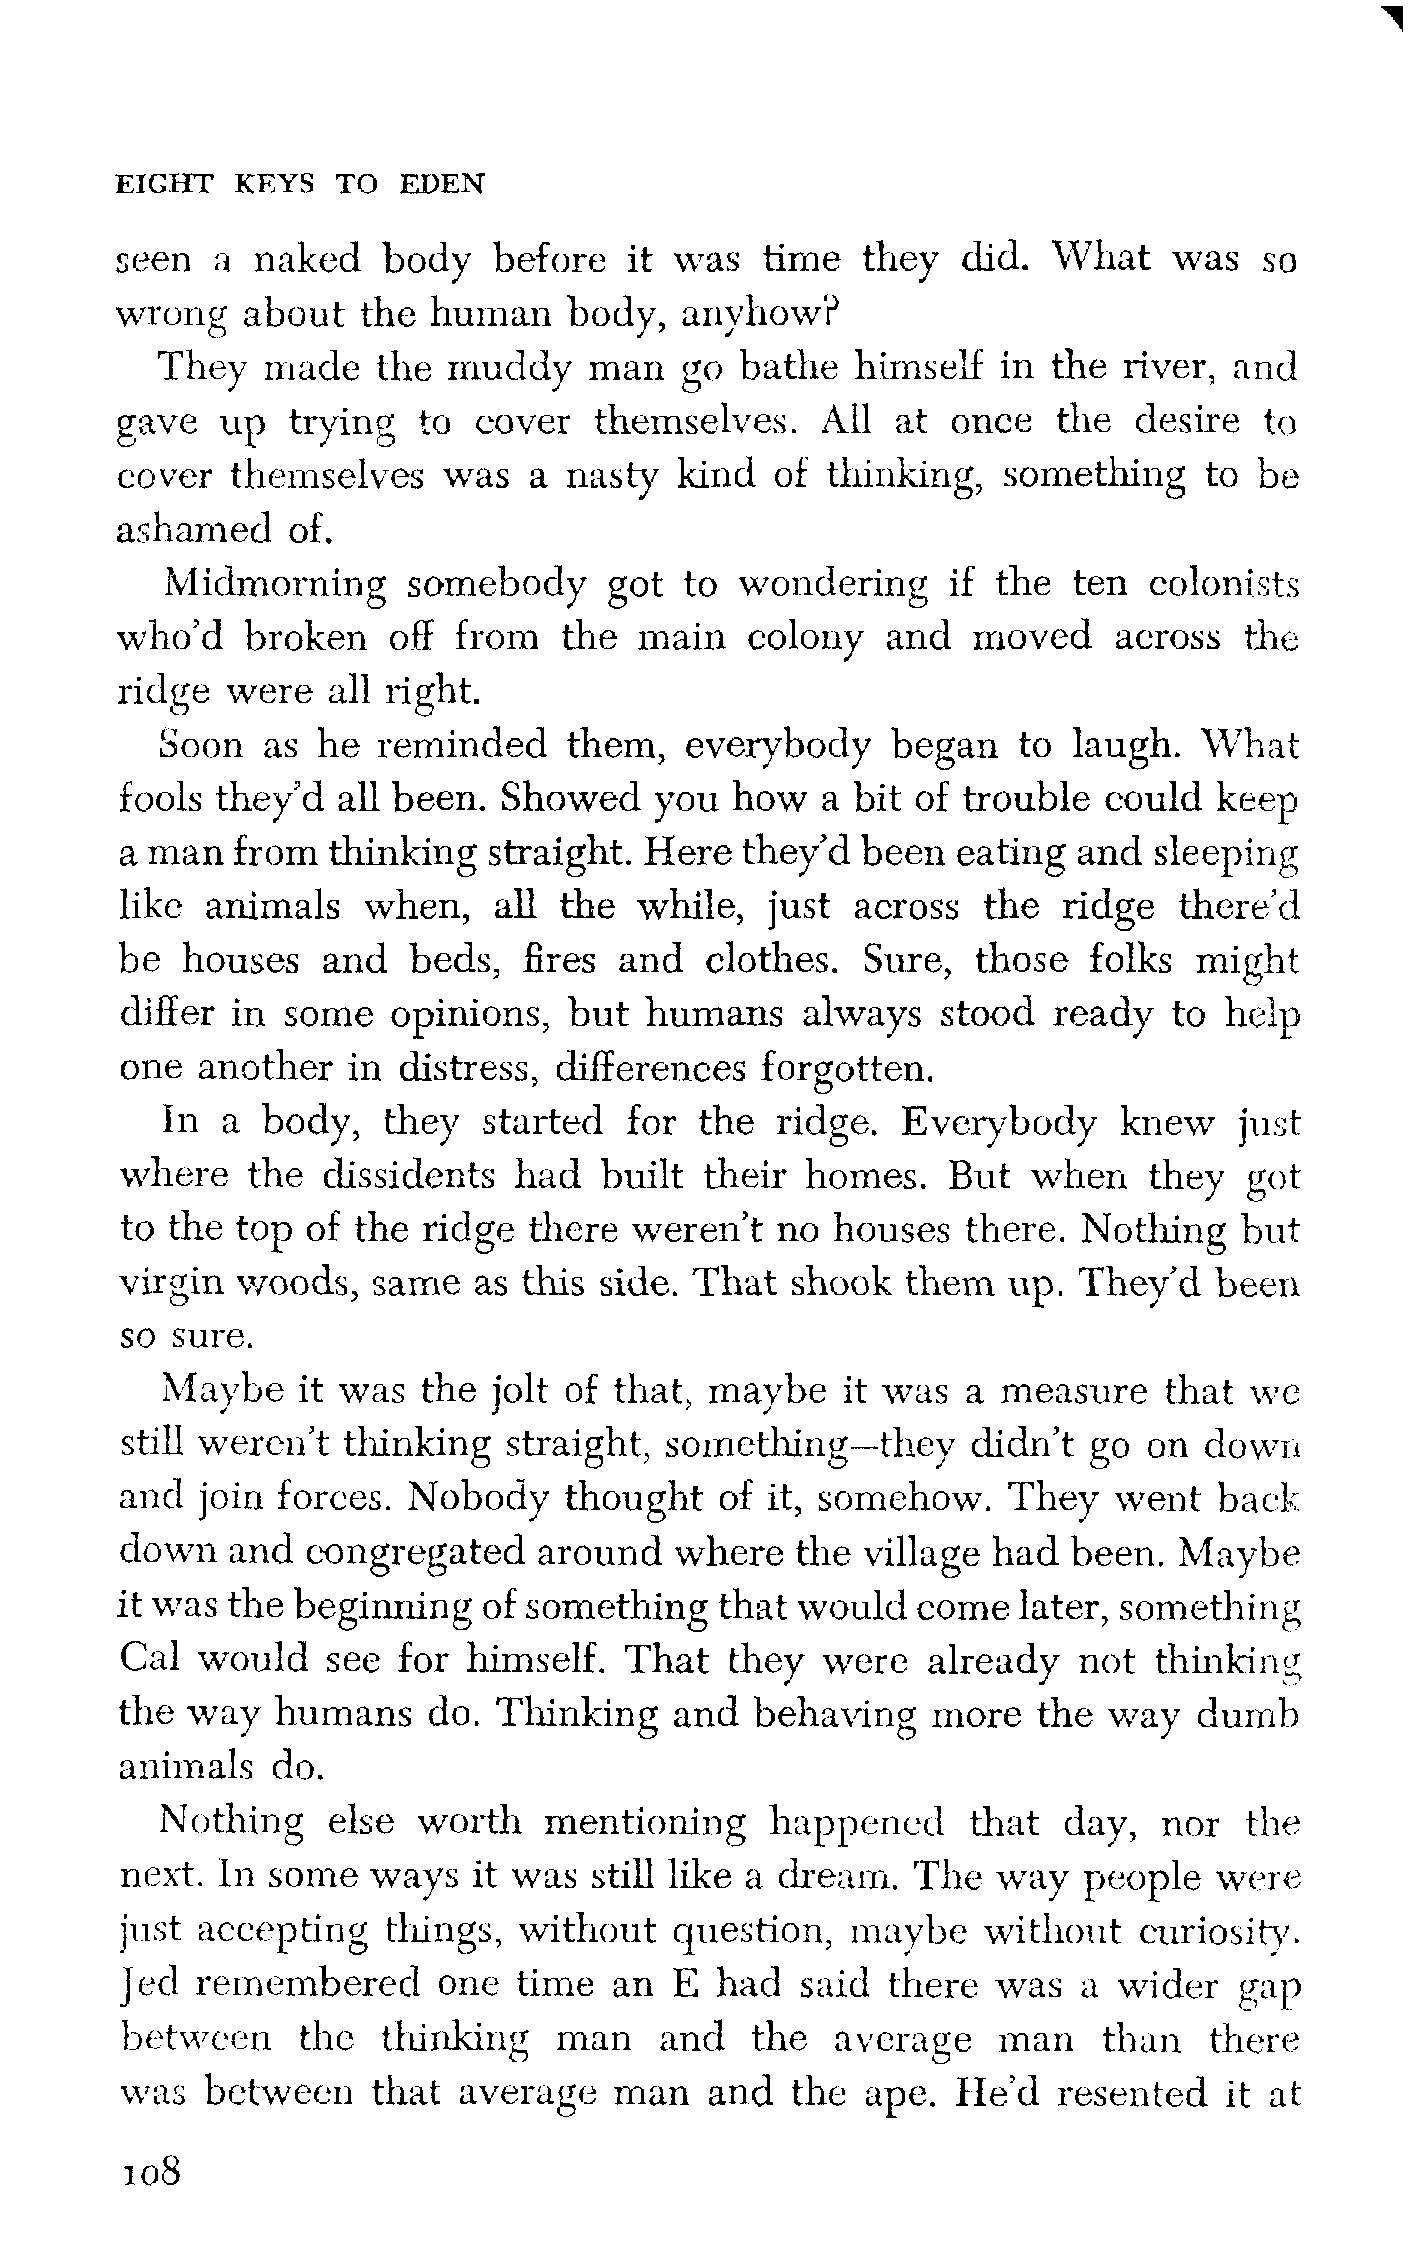 EIGHT KEYS TO EDEN
seen a naked body before it was time they did. What was so
wrong about the human body, anyhow?
They made the muddy man go bathe himself in the river, and
gave up trying to cover themselves. All at once the desire to
cover themselves was a nasty kind of thinking, something to be
ashamed of.
Midmorning somebody got to wondering if the ten colonists
who'd broken off from the main colony and moved across the
ridge were all right.
Soon as he reminded them, everybody began to laugh. What
fools they'd all been. Showed you how a bit of trouble could keep
a man from thinking straight. Here they'd been eating and sleeping
like animals when, all the while, just across the ridge there'd
be houses and beds, fires and clothes. Sure, those folks might
differ in some opinions, but humans always stood ready to help
one another in distress, differences forgotten.
In a body, they started for the ridge. Everybody knew just
where the dissidents had built their homes. But when they got
to the top of the ridge there weren't no houses there. Nothing but
virgin woods, same as this side. That shook them up. They'd been
so sure.
Maybe it was the jolt of that, maybe it was a measure that we
still weren't thinking straight, something—they didn't go on down
and join forces. Nobody thought of it, somehow. They went back
down and congregated around where the village had been. Maybe
it was the beginning of something that would come later, something
Cal would see for himself. That they were already not thinking
the way humans do. Thinking and behaving more the way dumb
animals do.
Nothing else worth mentioning happened that day, nor the
next. In some ways it was still like a dream. The way people were
just accepting things, without question, maybe without curiosity.
Jed remembered one time an E had said there was a wider gap
between the thinking man and the average man than there
was between that average man and the ape. He'd resented it at
108